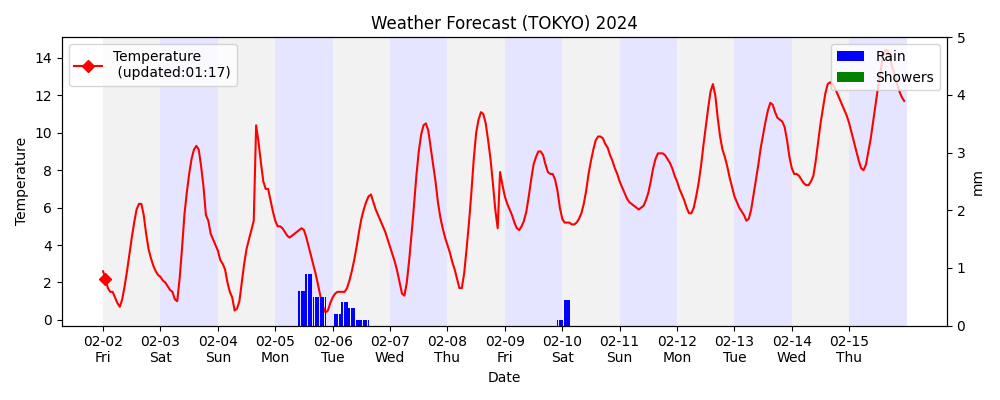 Weather Forecast (TOKYO) 2024
Temperature
(updated:01:17)
Rain
Showers
Temperature
14
12
10
8
6
4
2
0
5
4
3
2
1
0
mm
02-02 02-03 02-04 02-05 02-06 02-07 02-08 02-09 02-10 02-11 02-12 02-13 02-14 02-15
Fri Sat Sun Mon Tue Wed Thu Fri Sat Sun Mon Tue Wed Thu
Date